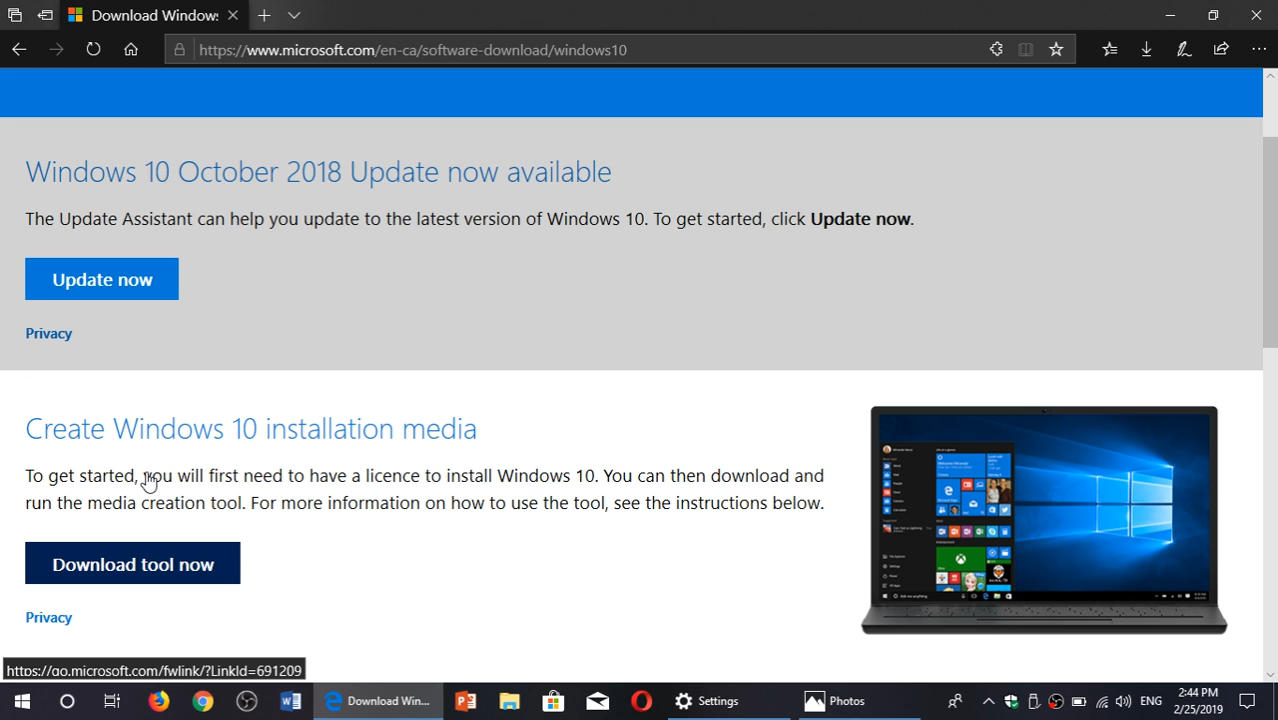 Download Window:
https://www.microsoft.com/en-ca/software-download/windows10
Windows 10 October 2018 Update now available
The Update Assistant can help you update to the latest version of Windows 10. To get started, click Update now.
Update now
Privacy
Create Windows 10 installation media
To get started, you will first need to have a licence to install Windows 10. You can then download and
run the media creation tool. For more information on how to use the tool, see the instructions below.
Download tool now
Privacy
https://go.microsoft.com/fwlink/?LinkId=691209
Download Win...
Settings
Photos
ENG
2:44 PM
2/25/2019